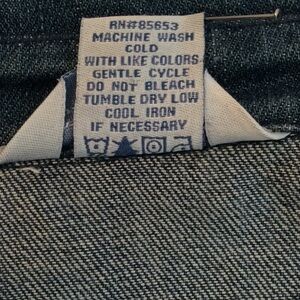 RN#85653
MACHINE WASH
COLD
WITH LIKE COLORS
GENTLE CYCLE
DO NOT BLEACH
TUMBLE DRY LOW
COOL IRON
IF NECESSARY